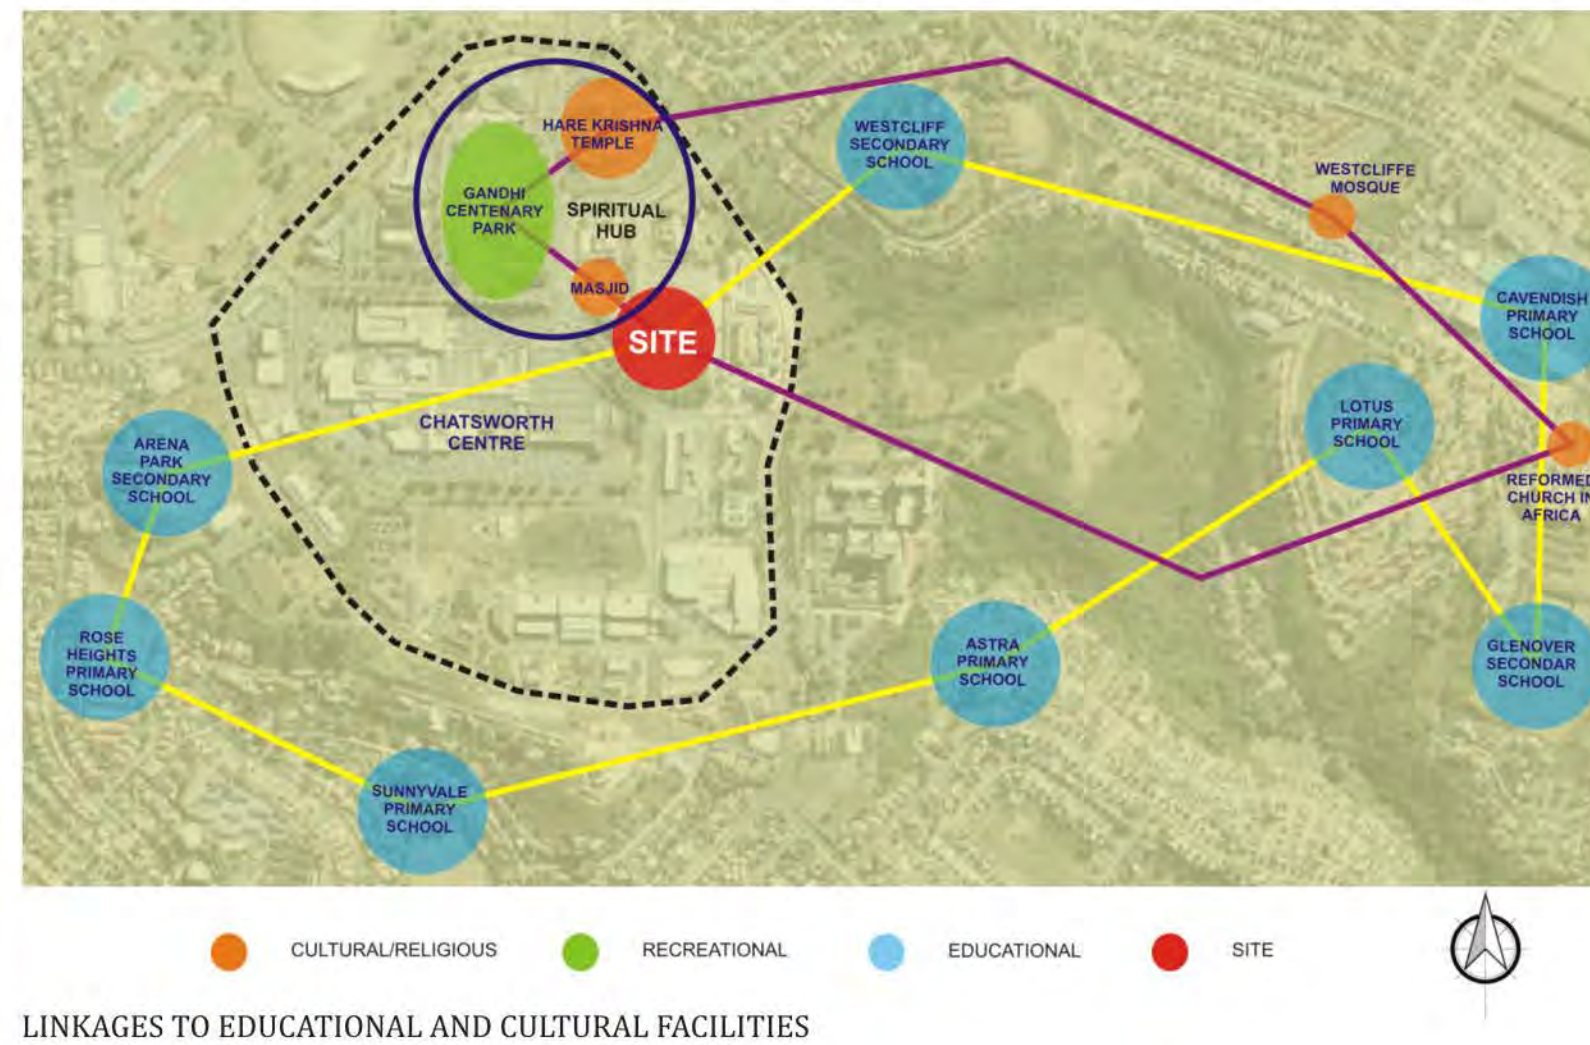 HARE KRISHNA
TEMPLE
WESTCLIFF
SECONDARY
SCHOOL
WESTCLIFFE
MOSQUE
GANDHI
CENTENARY
PARK
SPIRITUAL
HUB
MASJID
SITE
CAVENDISH
PRIMARY
SCHOOL
CHATSWORTH
CENTRE
LOTUS
PRIMARY
SCHOOL
ARENA
PARK
SECONDARY
SCHOOL
REFORMED
CHURCH IN
AFRICA
ROSE
HEIGHTS
PRIMARY
SCHOOL
ASTRA
PRIMARY
SCHOOL
GLENOVER
SECONDAR
SCHOOL
SUNNYVALE
PRIMARY
SCHOOL
CULTURAL/RELIGIOUS
RECREATIONAL
EDUCATIONAL
SITE
LINKAGES TO EDUCATIONAL AND CULTURAL FACILITIES